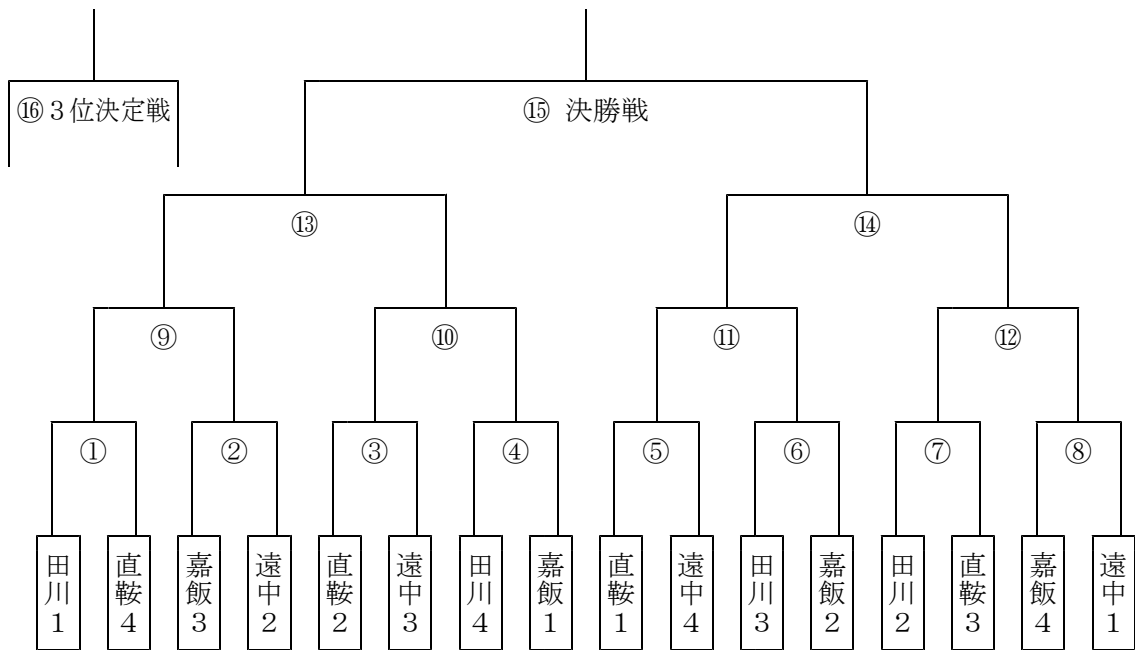 ⑯３位決定戦
⑮ 決勝戦
⑬
⑭
⑨
⑩
⑪
⑫
①
②
③
④
⑤
⑥
⑦
⑧
田川１
直鞍４
嘉飯３
遠中２
直鞍２
遠中３
田川４
嘉飯１
直鞍１
遠中４
田川３
嘉飯２
田川２
直鞍３
嘉飯４
遠中１